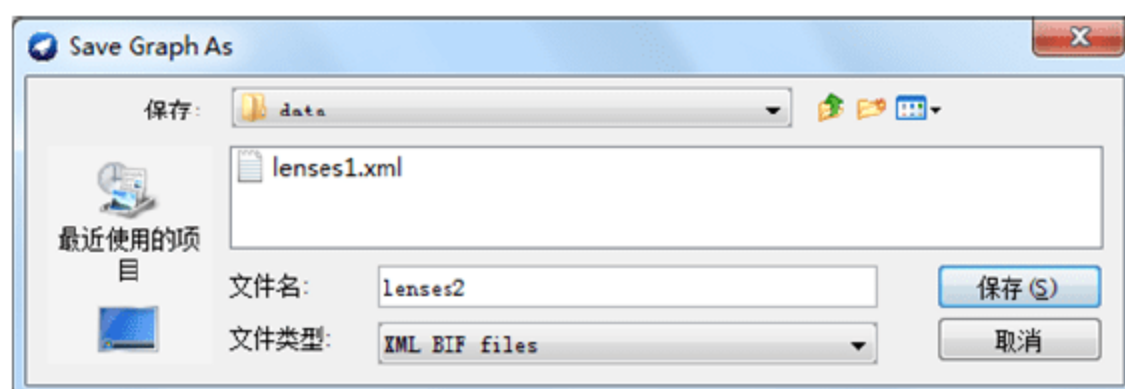 Save Graph As
保存:
data
lenses1.xml
最近使用的项
目
文件名:
lenses2
保存(S)
文件类型:
XML BIF files
取消